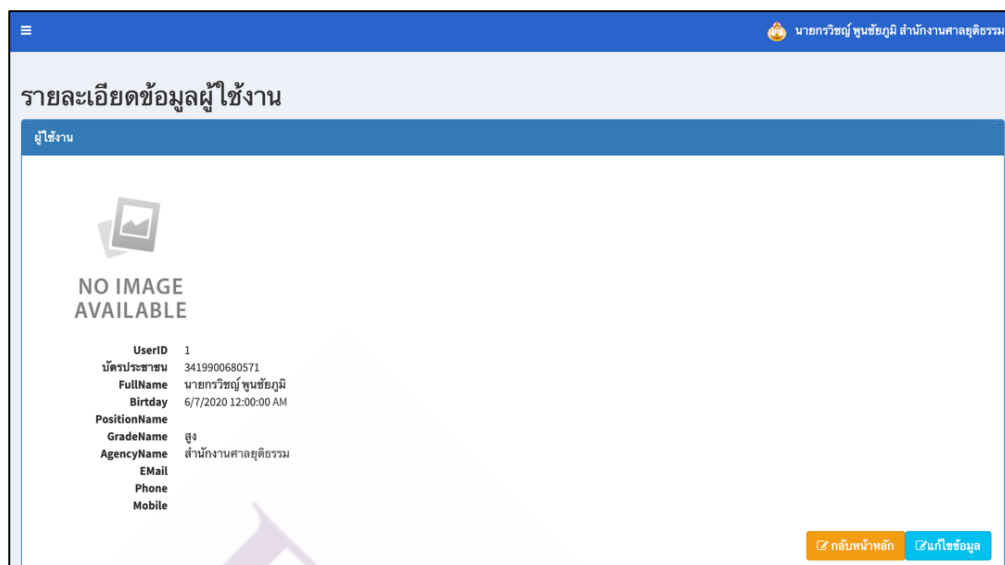 นายกรวิชญ์ พูนชัยภูมิ สำนักงานศาลยุติธรรม
รายละเอียดข้อมูลผู้ใช้งาน
ผู้ใช้งาน
NO IMAGE
AVAILABLE
UserID 1
บัตรประชาชน 3419900680571
FullName นายกรวิชญ์ พูนชัยภูมิ
Birtday 6/7/2020 12:00:00 AM
PositionName
GradeName สูง
AgencyName สำนักงานศาลยุติธรรม
EMail
Phone
Mobile
กลับหน้าหลัก แก้ไขข้อมูล